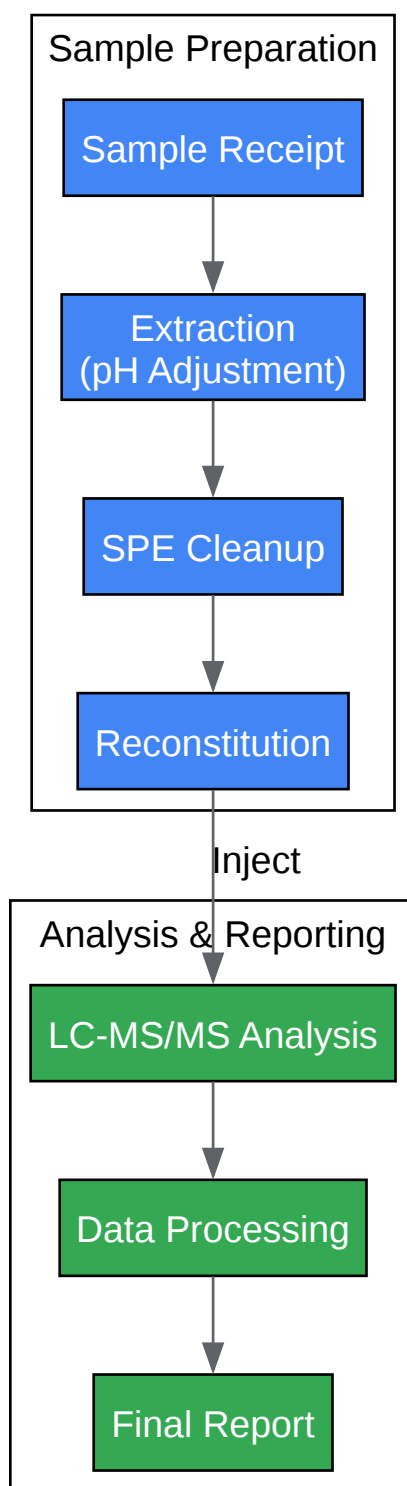 Sample Preparation
Sample Receipt
Extraction
(pH Adjustment)
SPE Cleanup
Reconstitution
Inject
Analysis & Reporting
LC-MS/MS Analysis
Data Processing
Final Report